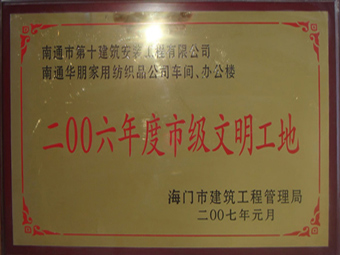 南通市第十建筑安装工程有限公司
南通华朋家用纺织品公司车间、办公楼
二00六年度市级文明工地
海门市建筑工程管理局
二00七年元月